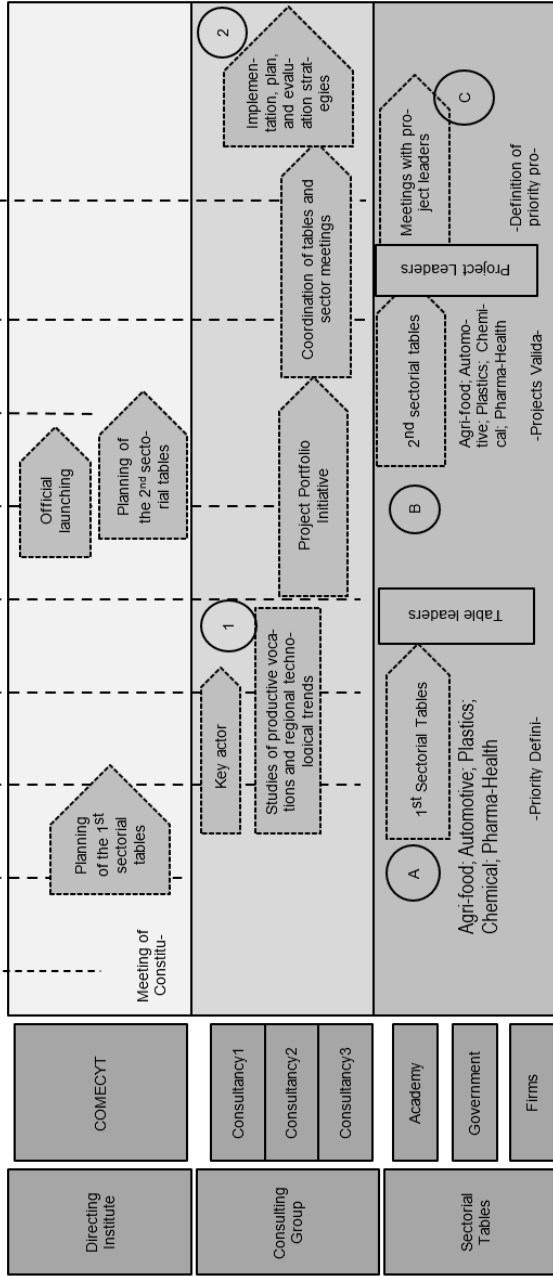 Directing
Institute
COMECYT
Meeting of
Constitu-
Planning
of the 1st
sectorial
tables
Official
launching
Planning of
the 2nd secto-
rial tables
Consulting
Group
Consultancy1
Consultancy2
Consultancy3
Key actor
1
Studies of productive voca-
tions and regional techno-
logical trends
Project Portfolio
Initiative
Coordination of tables and
sector meetings
Implemen-
tation, plan,
and evalu-
ation strat-
egies
2
Sectorial
Tables
Academy
Government
Firms
A
1st Sectorial Tables
Agri-food; Automotive; Plastics;
Chemical; Pharma-Health
-Priority Defini-
Table leaders
B
2nd sectorial tables
Agri-food; Automo-
tive; Plastics; Chemi-
cal; Pharma-Health
-Projects Valida-
Project Leaders
Meetings with pro-
ject leaders
C
-Definition of
priority pro-